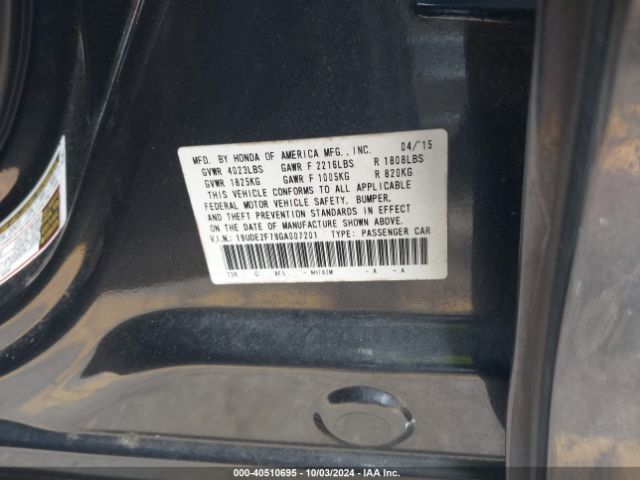 MFD. BY HONDA OF AMERICA MFG., INC. 04/15
GVWR 4023LBS GAWR F 2216LBS R 1808LBS
GVWR 1825KG GAWR F 1005KG R 820KG
THIS VEHICLE CONFORMS TO ALL APPLICABLE
FEDERAL MOTOR VEHICLE SAFETY, BUMPER,
AND THEFT PREVENTION STANDARDS IN EFFECT
ON THE DATE OF MANUFACTURE SHOWN ABOVE.
V.I.N.: 19UDE2F79GA007201 TYPE: PASSENGER CAR
NH782M - A - A
000-40510695 - 10/03/2024 - IAA Inc.